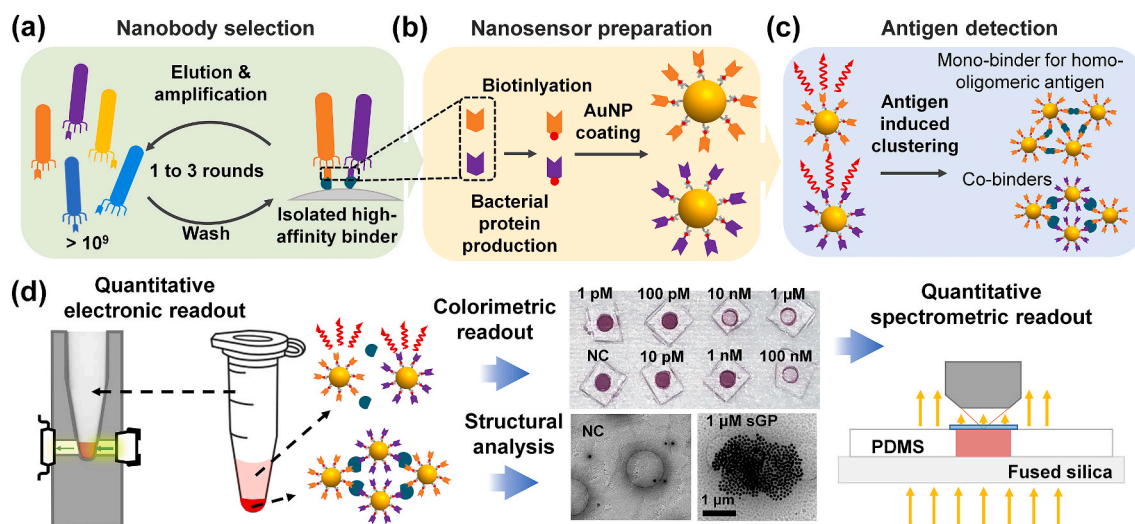 (a)
Nanobody selection
Elution &
amplification
1 to 3 rounds
Wash
> 10⁹
Isolated high-
affinity binder
(b)
Nanosensor preparation
Biotinlyation
AuNP
coating
Bacterial
protein
production
(c)
Antigen detection
Mono-binder for homo-
oligomeric antigen
Antigen
induced
clustering
Co-binders
(d)
Quantitative
electronic readout
Colorimetric
readout
Structural
analysis
1 pM 100 pM 10 nM 1 µM
NC 10 pM 1 nM 100 nM
NC
1 µM sGP
1 µm
Quantitative
spectrometric readout
PDMS
Fused silica